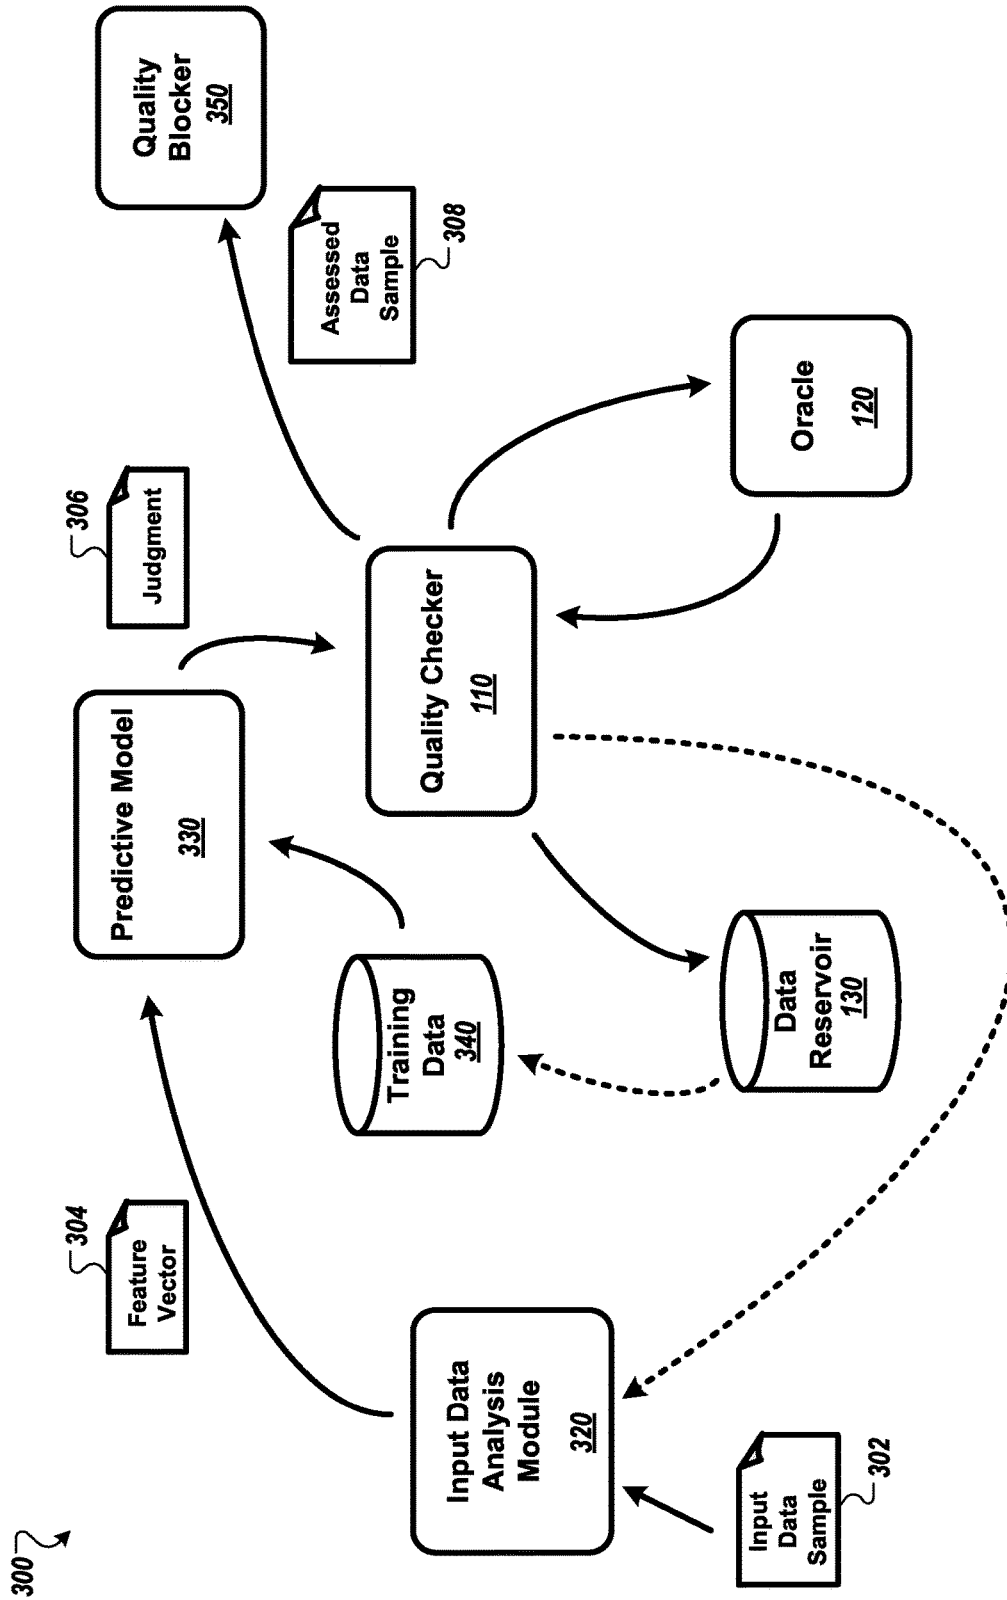 300
304
Feature
Vector
306
Judgment
Predictive Model
330
Quality
Blocker
350
Assessed
Data
Sample
308
Training
Data
340
Quality Checker
110
Input Data
Analysis
Module
320
Input
Data
Sample
302
Data
Reservoir
130
Oracle
120